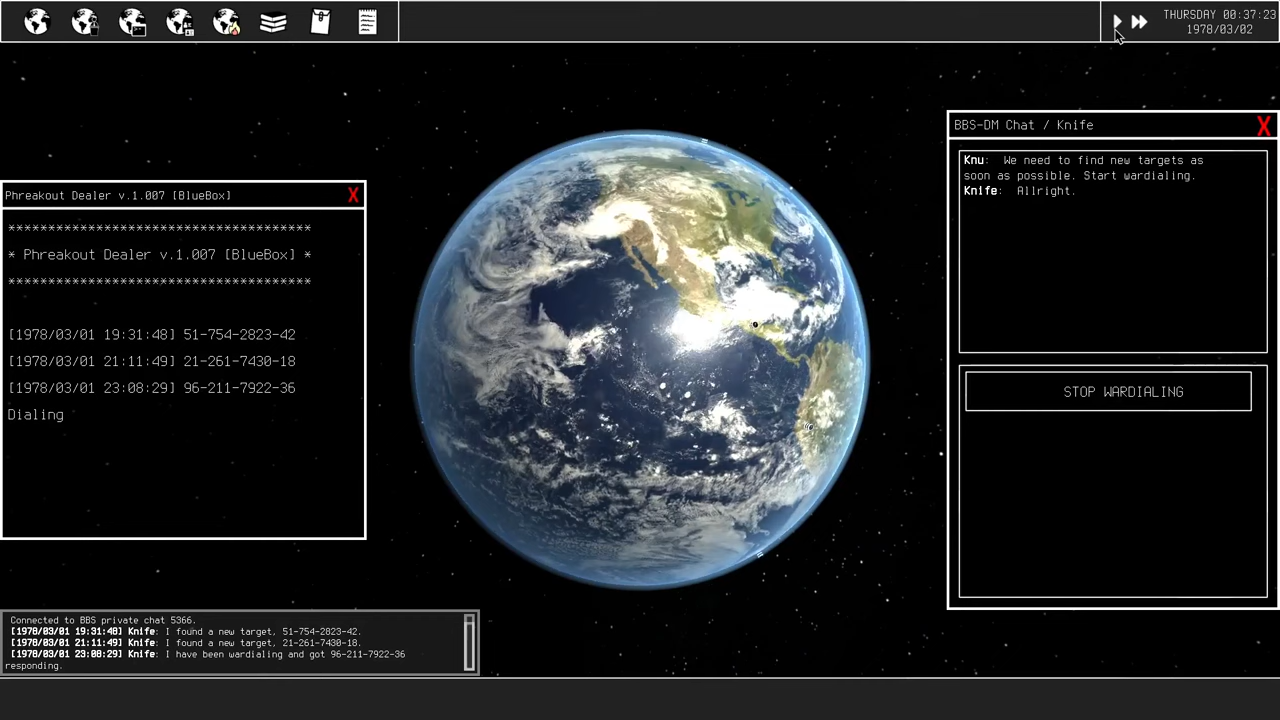 THURSDAY 00:37:23
1978/03/02
BBS-DM Chat / Knife
X
Knu: We need to find new targets as
soon as possible. Start wardialing.
Knife: Allright.
STOP WARDIALING
Phreakout Dealer v.1.007 [BlueBox]
X
**************************************
* Phreakout Dealer v.1.007 [BlueBox] *
**************************************
[1978/03/01 19:31:48] 51-754-2823-42
[1978/03/01 21:11:49] 21-261-7430-18
[1978/03/01 23:08:29] 96-211-7922-36
Dialing
Connected to BBS private chat 5366.
[1978/03/01 19:31:48] Knife: I found a new target, 51-754-2823-42.
[1978/03/01 21:11:49] Knife: I found a new target, 21-261-7430-18.
[1978/03/01 23:08:29] Knife: I have been wardialing and got 96-211-7922-36
responding.